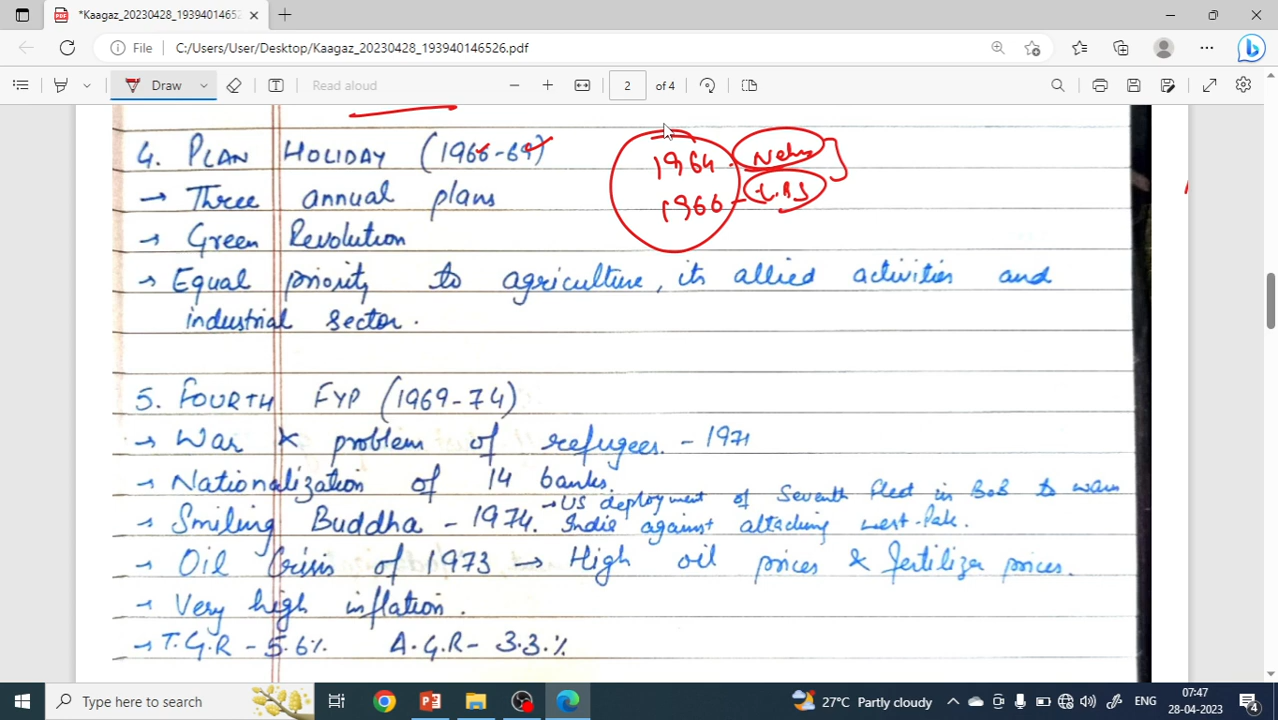 *Kaagaz_20230428_1939401465​26.pdf
File C:/Users/User/Desktop/Kaagaz_20230428_193940146526.pdf
Draw Read aloud 2 of 4
4. PLAN HOLIDAY (1966-69)
1964 - Nehru
→ Three annual plans
1966 - L.B.S
→ Green Revolution
→ Equal priority to agriculture, its allied activities and
industrial sector.
5. FOURTH FYP (1969-74)
→ War & problem of refugees. - 1971
→ Nationalization of 14 banks.
→ US deployment of Seventh fleet in BoB to warn
→ Smiling Buddha - 1974. India against attacking West-Pak.
→ Oil Crisis of 1973 → High oil prices & fertilizer prices.
→ Very high inflation.
→ T.G.R - 5.6% A.G.R - 3.3.%
Type here to search
27°C Partly cloudy
ENG
07:47
28-04-2023
4